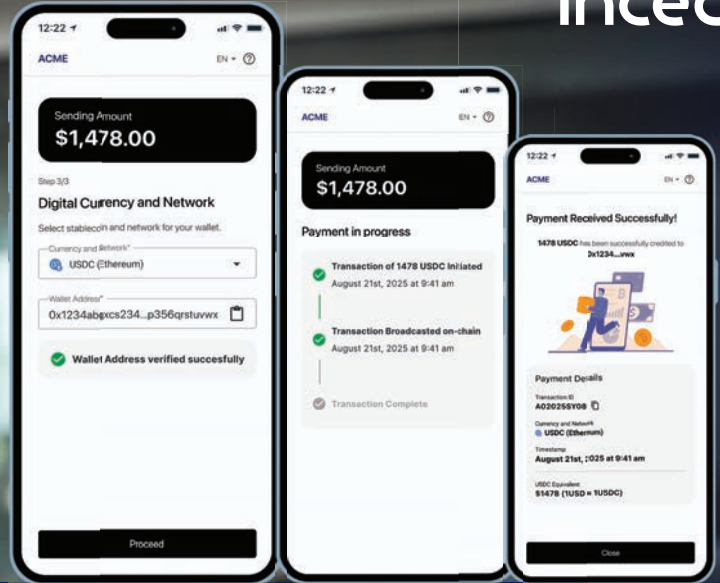 incec
12:22
ACME
EN
Sending Amount
$1,478.00
Step 3/3
Digital Currency and Network
Select stablecoin and network for your wallet.
Currency and Network*
USDC (Ethereum)
Wallet Address*
0x1234abpxcs234...p356qrstuvwx
Wallet Address verified succesfully
Proceed
12:22
ACME
EN
Sending Amount
$1,478.00
Payment in progress
Transaction of 1478 USDC Initiated
August 21st, 2025 at 9:41 am
Transaction Broadcasted on-chain
August 21st, 2025 at 9:41 am
Transaction Complete
12:22
ACME
EN
Payment Received Successfully!
1478 USDC has been successfully credited to
0x1234...vwx
Payment Details
Transaction ID
A020255Y08
Currency and Network
USDC (Ethernum)
Timestamp
August 21st, 2025 at 9:41 am
USDC Equivalent
$1478 (1USD = 1USDC)
Close